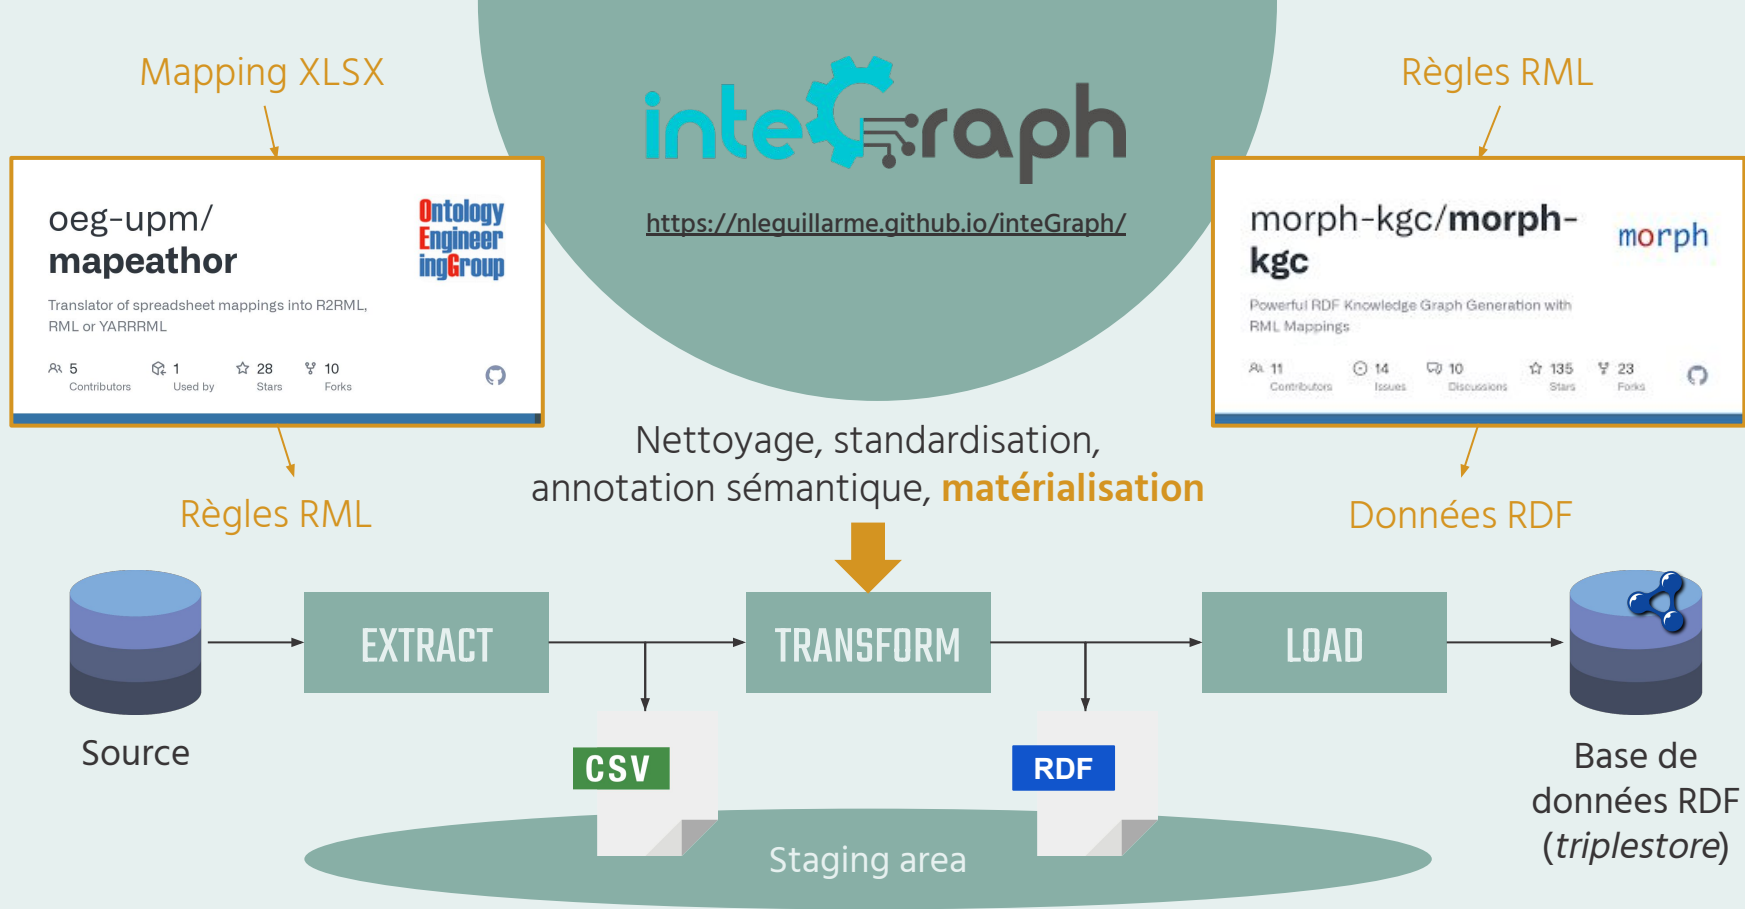 Mapping XLSX
oeg-upm/
mapeathor
Ontology
Engineer
ingGroup
Translator of spreadsheet mappings into R2RML,
RML or YARRRML
5
Contributors
1
Used by
28
Stars
10
Forks
Règles RML
inteGraph
https://nleguillarme.github.io/inteGraph/
Règles RML
morph-kgc/morph-
kgc
morph
Powerful RDF Knowledge Graph Generation with
RML Mappings
11
Contributors
14
Issues
10
Discussions
135
Stars
23
Forks
Données RDF
Nettoyage, standardisation,
annotation sémantique, matérialisation
Source
EXTRACT
TRANSFORM
LOAD
CSV
RDF
Staging area
Base de
données RDF
(triplestore)